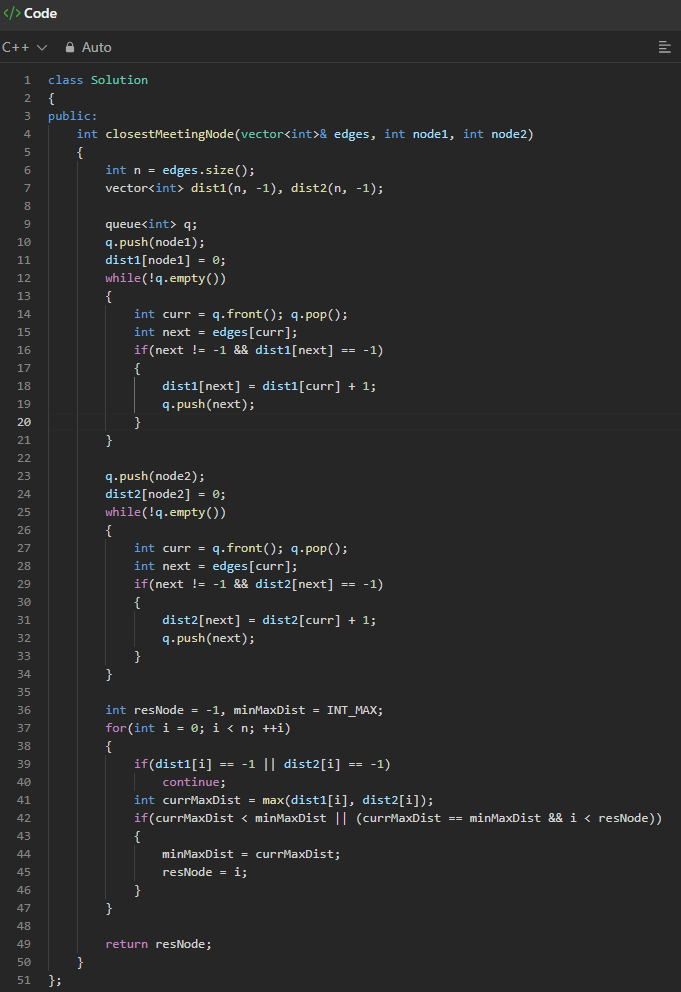 </> Code
C++ Auto
1 class Solution
2 {
3 public:
4 int closestMeetingNode(vector<int>& edges, int node1, int node2)
5 {
6 int n = edges.size();
7 vector<int> dist1(n, -1), dist2(n, -1);
8
9 queue<int> q;
10 q.push(node1);
11 dist1[node1] = 0;
12 while(!q.empty())
13 {
14 int curr = q.front(); q.pop();
15 int next = edges[curr];
16 if(next != -1 && dist1[next] == -1)
17 {
18 dist1[next] = dist1[curr] + 1;
19 q.push(next);
20 }
21 }
22
23 q.push(node2);
24 dist2[node2] = 0;
25 while(!q.empty())
26 {
27 int curr = q.front(); q.pop();
28 int next = edges[curr];
29 if(next != -1 && dist2[next] == -1)
30 {
31 dist2[next] = dist2[curr] + 1;
32 q.push(next);
33 }
34 }
35
36 int resNode = -1, minMaxDist = INT_MAX;
37 for(int i = 0; i < n; ++i)
38 {
39 if(dist1[i] == -1 || dist2[i] == -1)
40 continue;
41 int currMaxDist = max(dist1[i], dist2[i]);
42 if(currMaxDist < minMaxDist || (currMaxDist == minMaxDist && i < resNode))
43 {
44 minMaxDist = currMaxDist;
45 resNode = i;
46 }
47 }
48
49 return resNode;
50 }
51 };